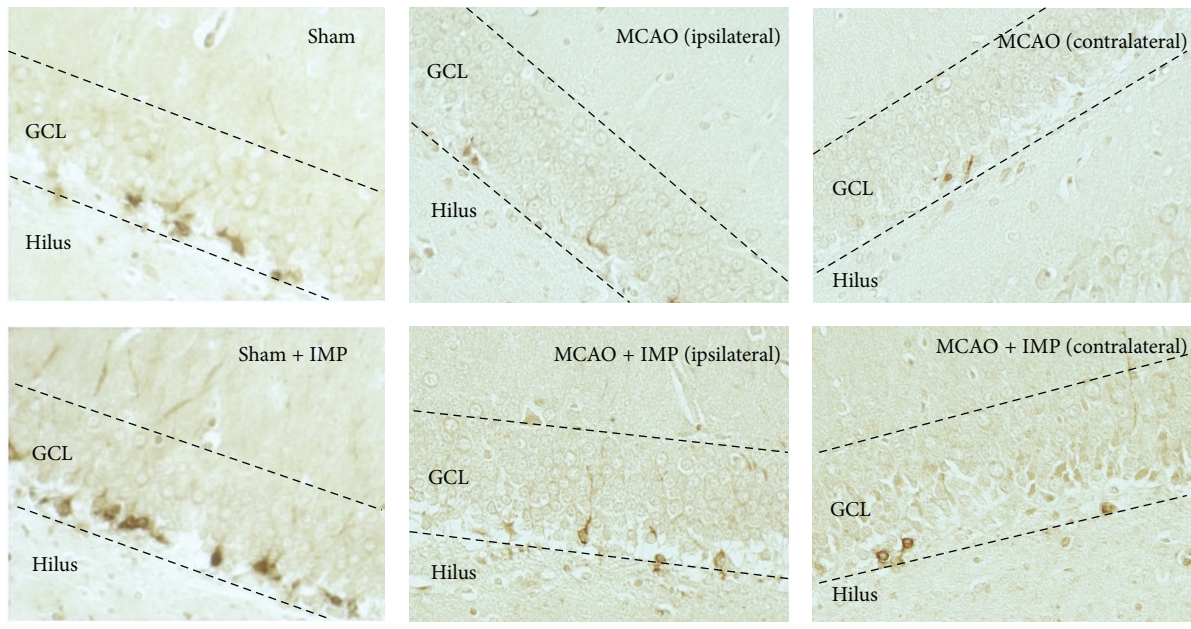 Sham
GCL
Hilus
MCAO (ipsilateral)
GCL
Hilus
MCAO (contralateral)
GCL
Hilus
Sham + IMP
GCL
Hilus
MCAO + IMP (ipsilateral)
GCL
Hilus
MCAO + IMP (contralateral)
GCL
Hilus